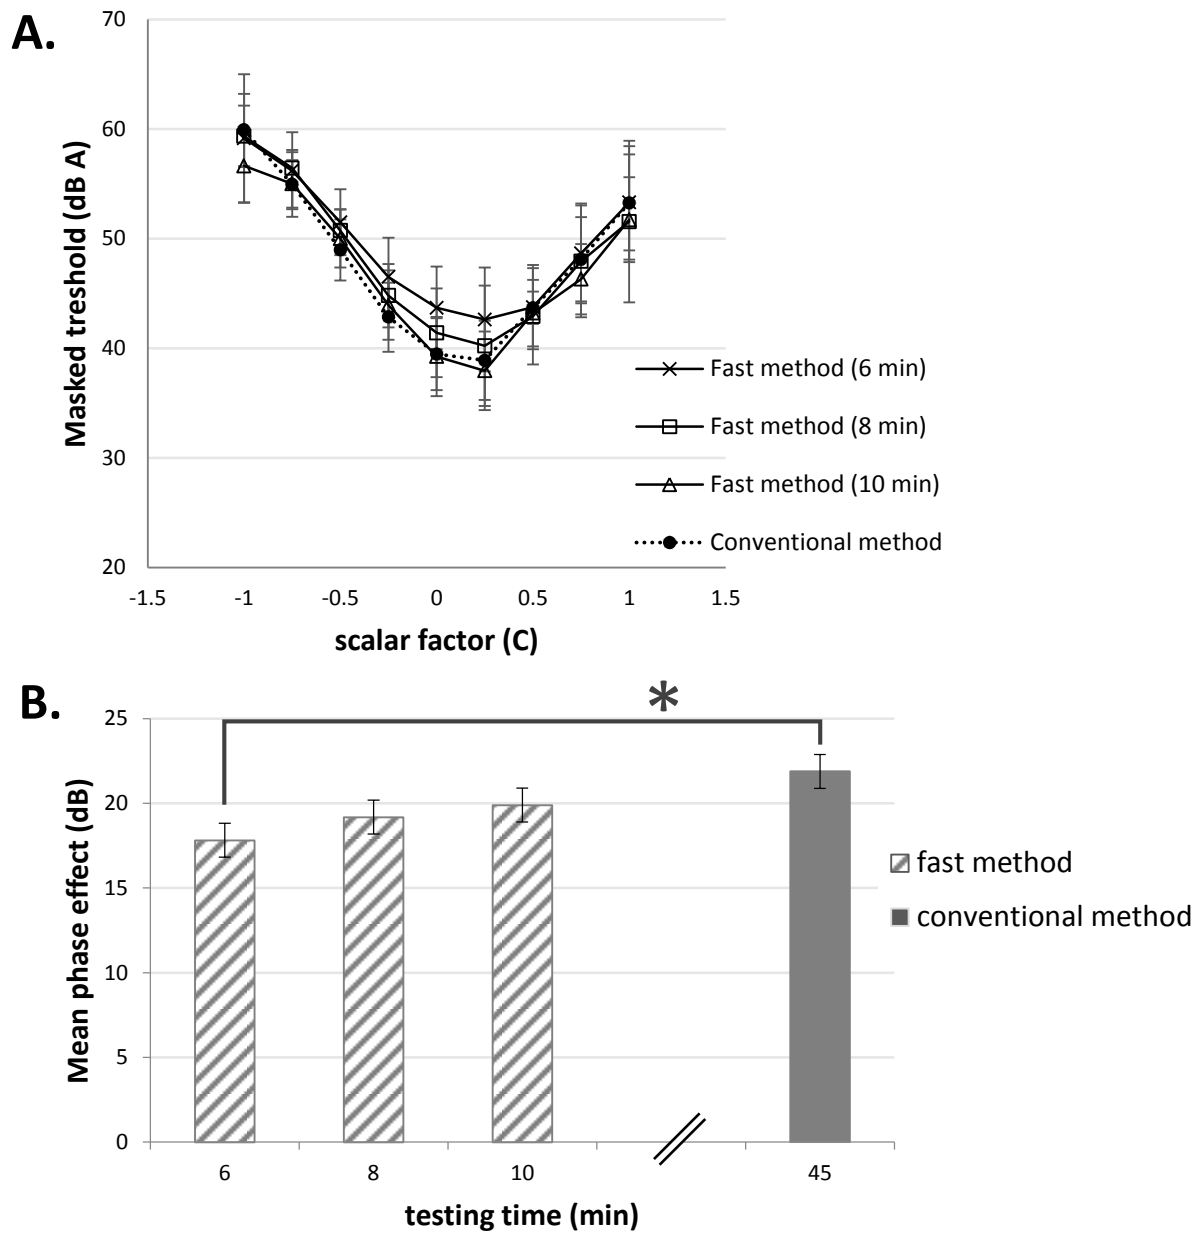 A.
70
60
50
40
30
20
Masked treshold (dB A)
-1.5 -1 -0.5 0 0.5 1 1.5
scalar factor (C)
Fast method (6 min)
Fast method (8 min)
Fast method (10 min)
Conventional method
B.
*
25
20
15
10
5
0
Mean phase effect (dB)
6 8 10 45
testing time (min)
fast method
conventional method